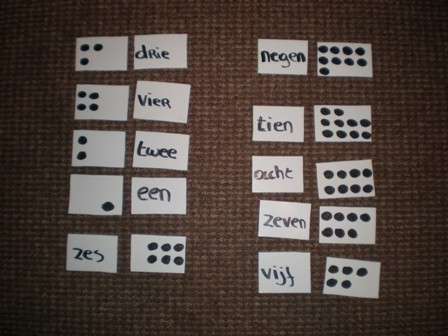 drie
vier
twee
een
zes
negen
tien
acht
zeven
vijf